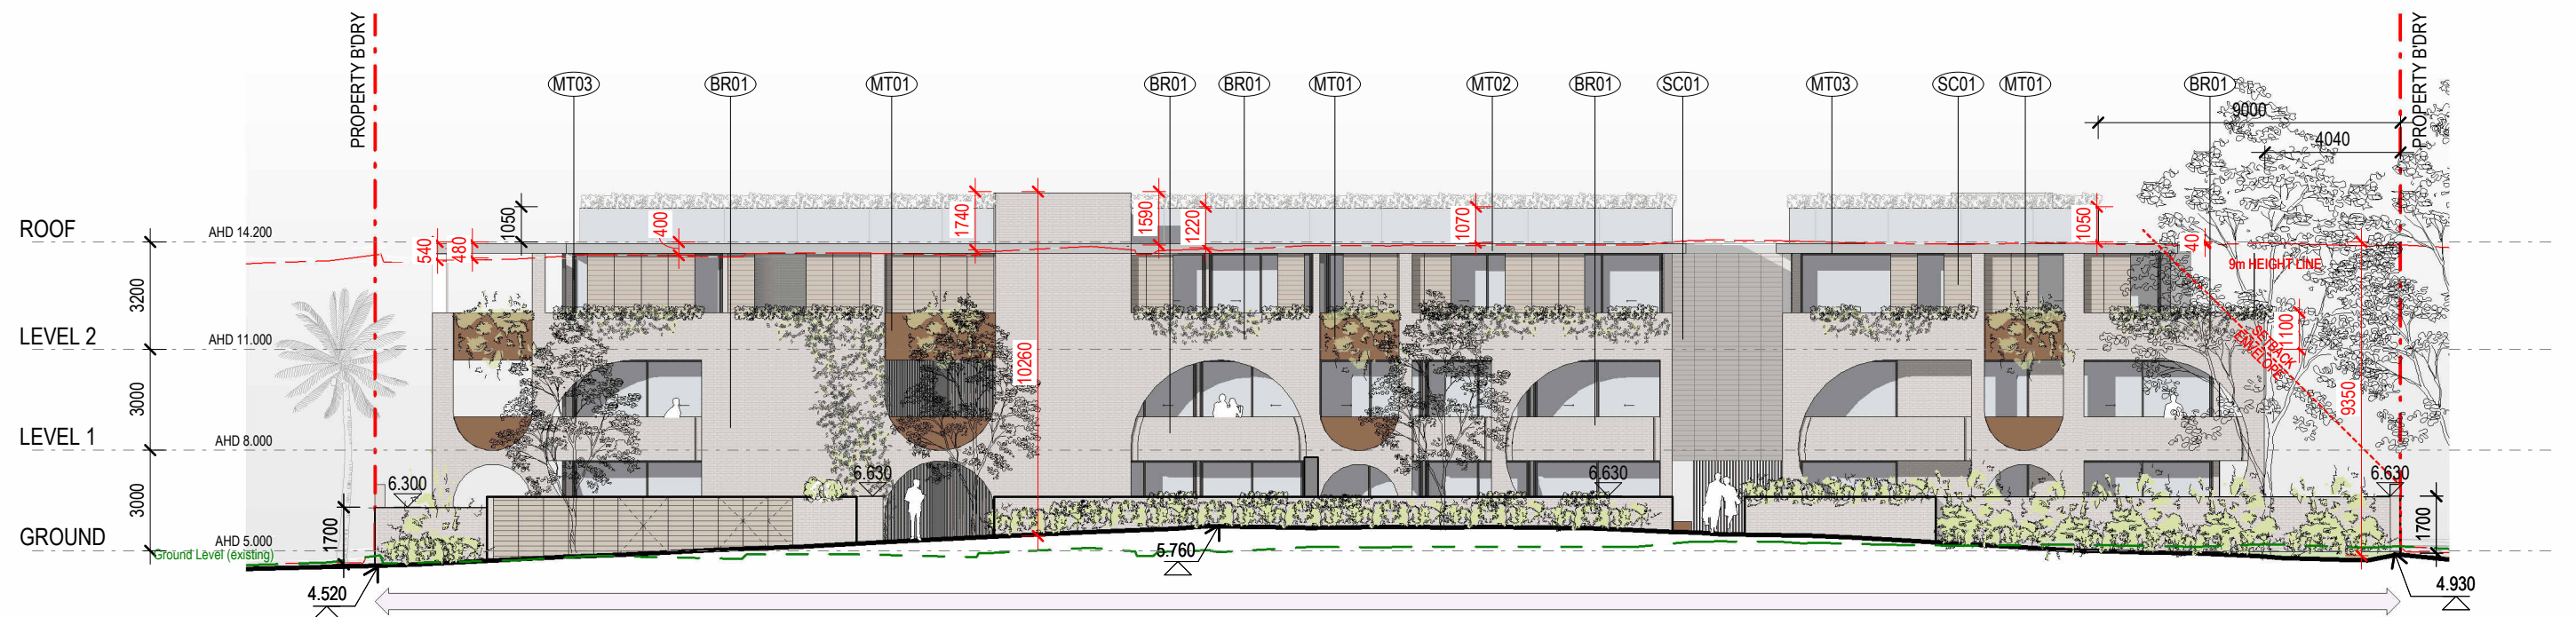 PROPERTY B'DRY
PROPERTY B'DRY
MT03
BR01
MT01
BR01
BR01
MT01
MT02
BR01
SC01
MT03
SC01
MT01
BR01
9000
4040
ROOF
AHD 14.200
540
480
1050
400
1740
1590
1220
1070
1050
40
9m HEIGHT LINE
3200
LEVEL 2
AHD 11.000
1100
SETBACK
ENVELOPE
10260
9350
3000
LEVEL 1
AHD 8.000
3000
6.300
6.630
6.630
6.630
1700
1700
GROUND
AHD 5.000
Ground Level (existing)
5.760
4.520
4.930